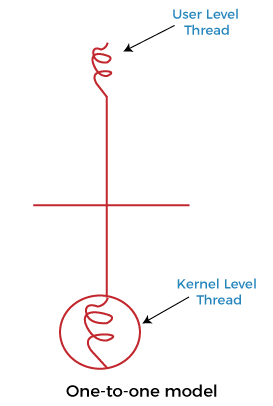 User Level
Thread
Kernel Level
Thread
One-to-one model